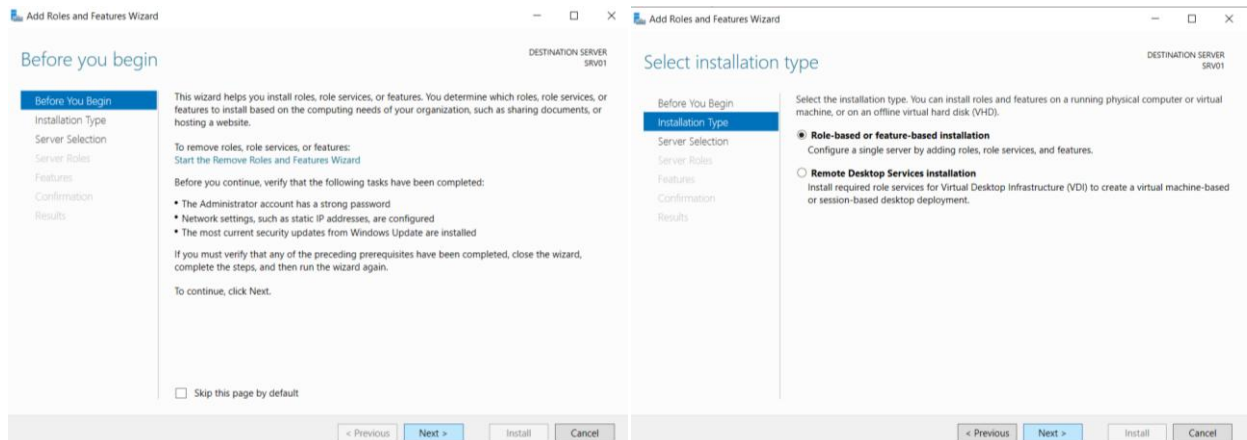 Add Roles and Features Wizard
Before you begin
DESTINATION SERVER
SRV01
Before You Begin
Installation Type
Server Selection
Server Roles
Features
Confirmation
Results
This wizard helps you install roles, role services, or features. You determine which roles, role services, or
features to install based on the computing needs of your organization, such as sharing documents, or
hosting a website.
To remove roles, role services, or features:
Start the Remove Roles and Features Wizard
Before you continue, verify that the following tasks have been completed:
• The Administrator account has a strong password
• Network settings, such as static IP addresses, are configured
• The most current security updates from Windows Update are installed
If you must verify that any of the preceding prerequisites have been completed, close the wizard,
complete the steps, and then run the wizard again.
To continue, click Next.
Skip this page by default
< Previous Next > Install Cancel
Add Roles and Features Wizard
Select installation type
DESTINATION SERVER
SRV01
Before You Begin
Installation Type
Server Selection
Server Roles
Features
Confirmation
Results
Select the installation type. You can install roles and features on a running physical computer or virtual
machine, or on an offline virtual hard disk (VHD).
Role-based or feature-based installation
Configure a single server by adding roles, role services, and features.
Remote Desktop Services installation
Install required role services for Virtual Desktop Infrastructure (VDI) to create a virtual machine-based
or session-based desktop deployment.
< Previous Next > Install Cancel